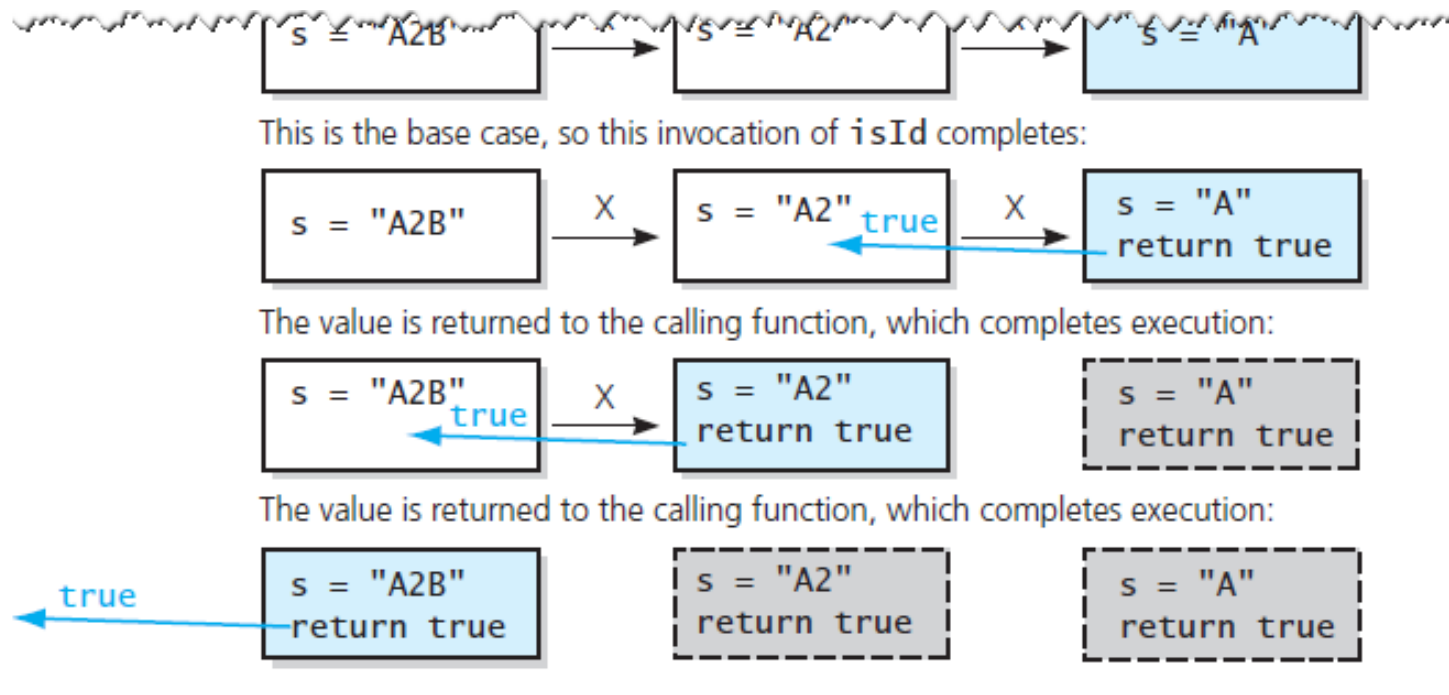 s = "A2B" s = "A2" s = "A"
This is the base case, so this invocation of isId completes:
s = "A2B" X s = "A2" true X s = "A"
return true
The value is returned to the calling function, which completes execution:
s = "A2B" true X s = "A2" s = "A"
return true return true
The value is returned to the calling function, which completes execution:
true s = "A2B" s = "A2" s = "A"
return true return true return true